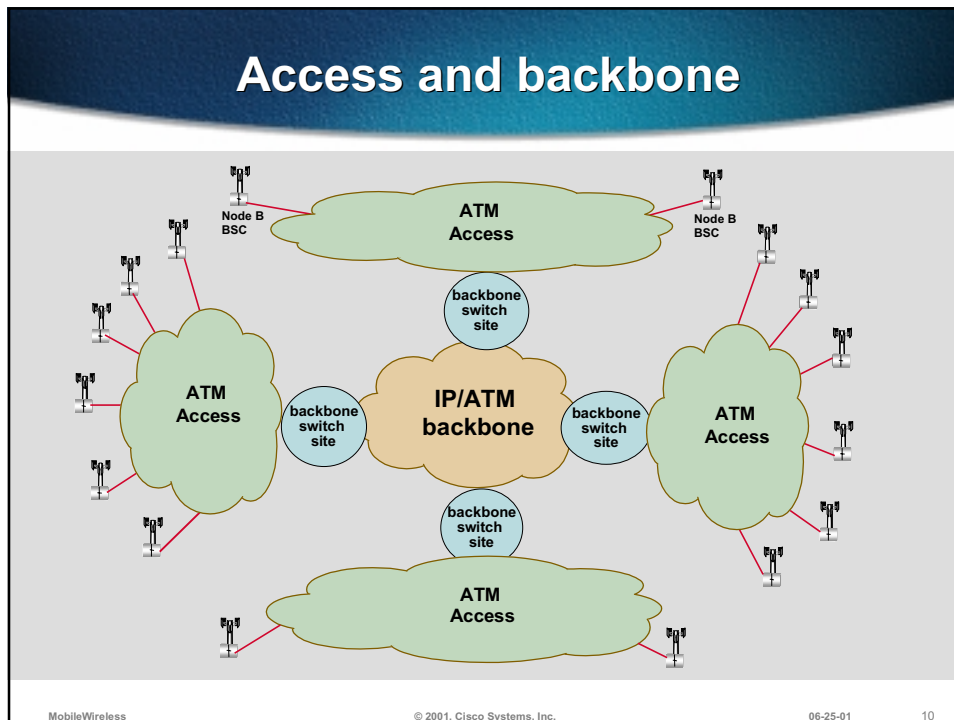 Access and backbone
Node B
BSC
ATM
Access
Node B
BSC
backbone
switch
site
ATM
Access
backbone
switch
site
IP/ATM
backbone
backbone
switch
site
ATM
Access
backbone
switch
site
ATM
Access
MobileWireless
© 2001, Cisco Systems, Inc.
06-25-01
10